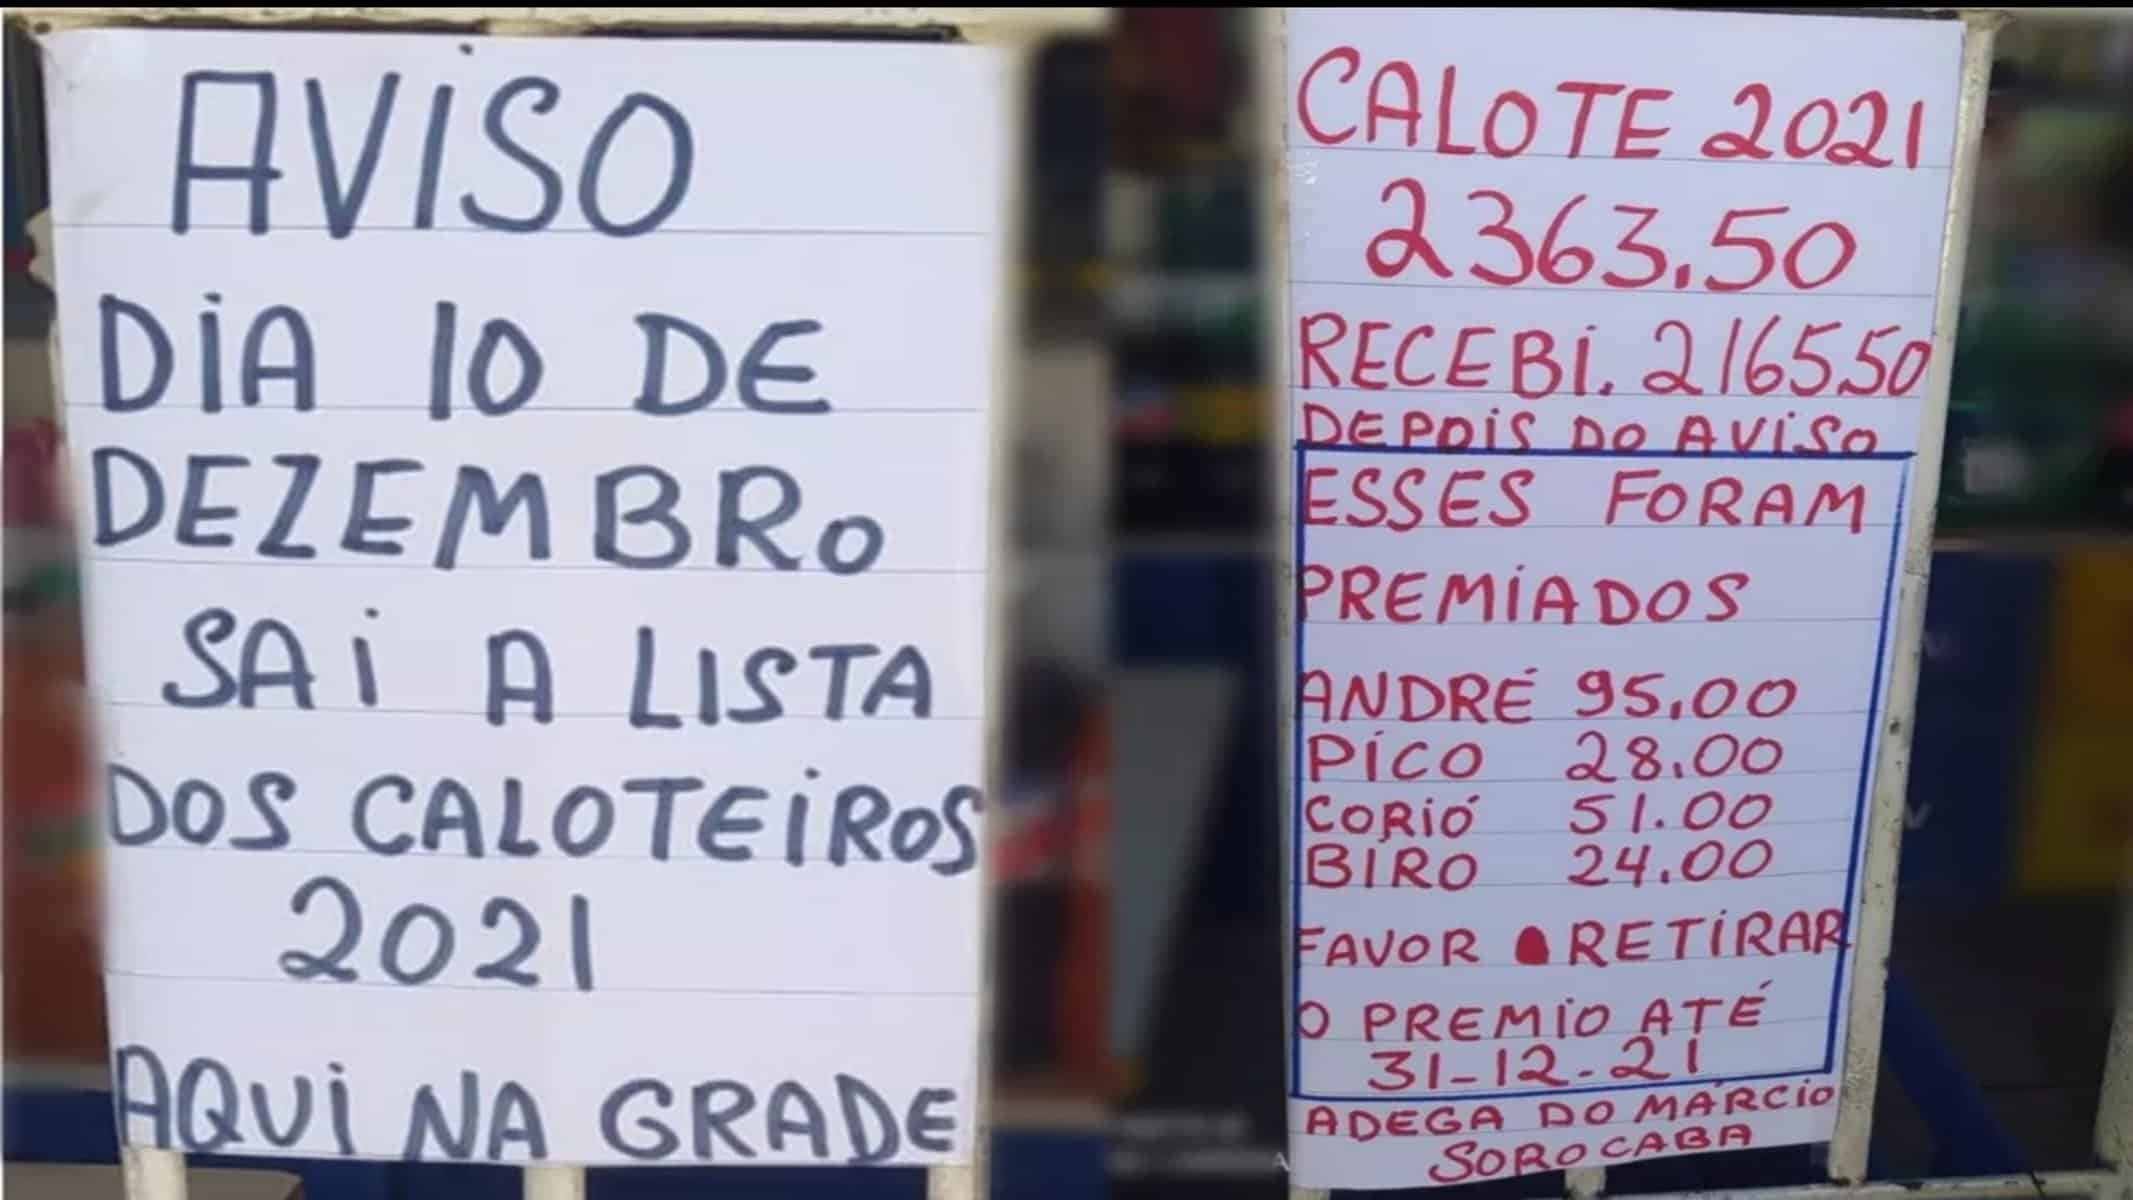 AViSO
DiA 10 DE
DEZEMBRO
SAi A LISTA
DOS CALOTEiROS
2021
AQUi NA GRADE
CALOTE 2021
2363.50
RECEBi. 2165.50
DEPOiS DO AViSO
ESSES FORAM
PREMiADOS
ANDRÉ 95.00
PiCO 28.00
CORiÓ 51.00
BiRO 24.00
FAVOR RETiRAR
O PREMiO ATÉ
31-12-21
ADEGA DO MÁRCiO
SOROCABA